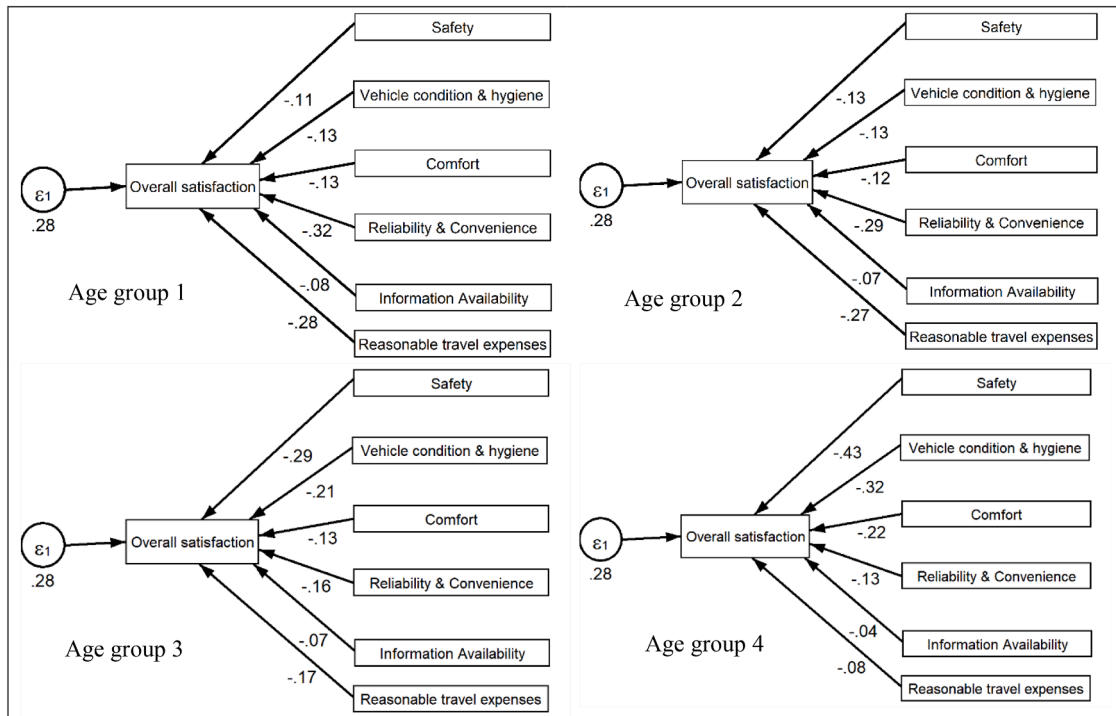 Safety
-.11
Vehicle condition & hygiene
-.13
Comfort
-.13
Overall satisfaction
ε1
.28
Reliability & Convenience
-.32
Information Availability
-.08
Reasonable travel expenses
-.28
Age group 1
Safety
-.13
Vehicle condition & hygiene
-.13
Comfort
-.12
Overall satisfaction
ε1
.28
Reliability & Convenience
-.29
Information Availability
-.07
Reasonable travel expenses
-.27
Age group 2
Safety
-.29
Vehicle condition & hygiene
-.21
Comfort
-.13
Overall satisfaction
ε1
.28
Reliability & Convenience
-.16
Information Availability
-.07
Reasonable travel expenses
-.17
Age group 3
Safety
-.43
Vehicle condition & hygiene
-.32
Comfort
-.22
Overall satisfaction
ε1
.28
Reliability & Convenience
-.13
Information Availability
-.04
Reasonable travel expenses
-.08
Age group 4